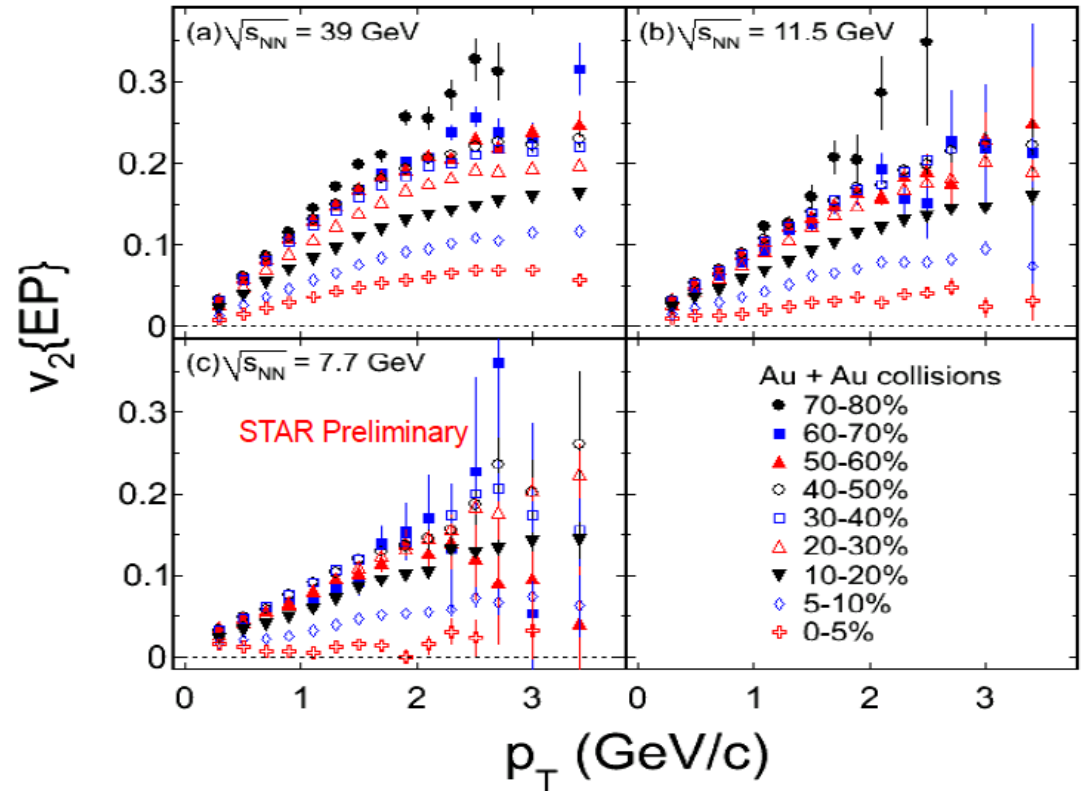 (a) √sNN = 39 GeV
(b) √sNN = 11.5 GeV
0.3
0.2
0.1
0
v2{EP}
(c) √sNN = 7.7 GeV
STAR Preliminary
0.3
0.2
0.1
0
Au + Au collisions
70-80%
60-70%
50-60%
40-50%
30-40%
20-30%
10-20%
5-10%
0-5%
0 1 2 3 0 1 2 3
pT (GeV/c)